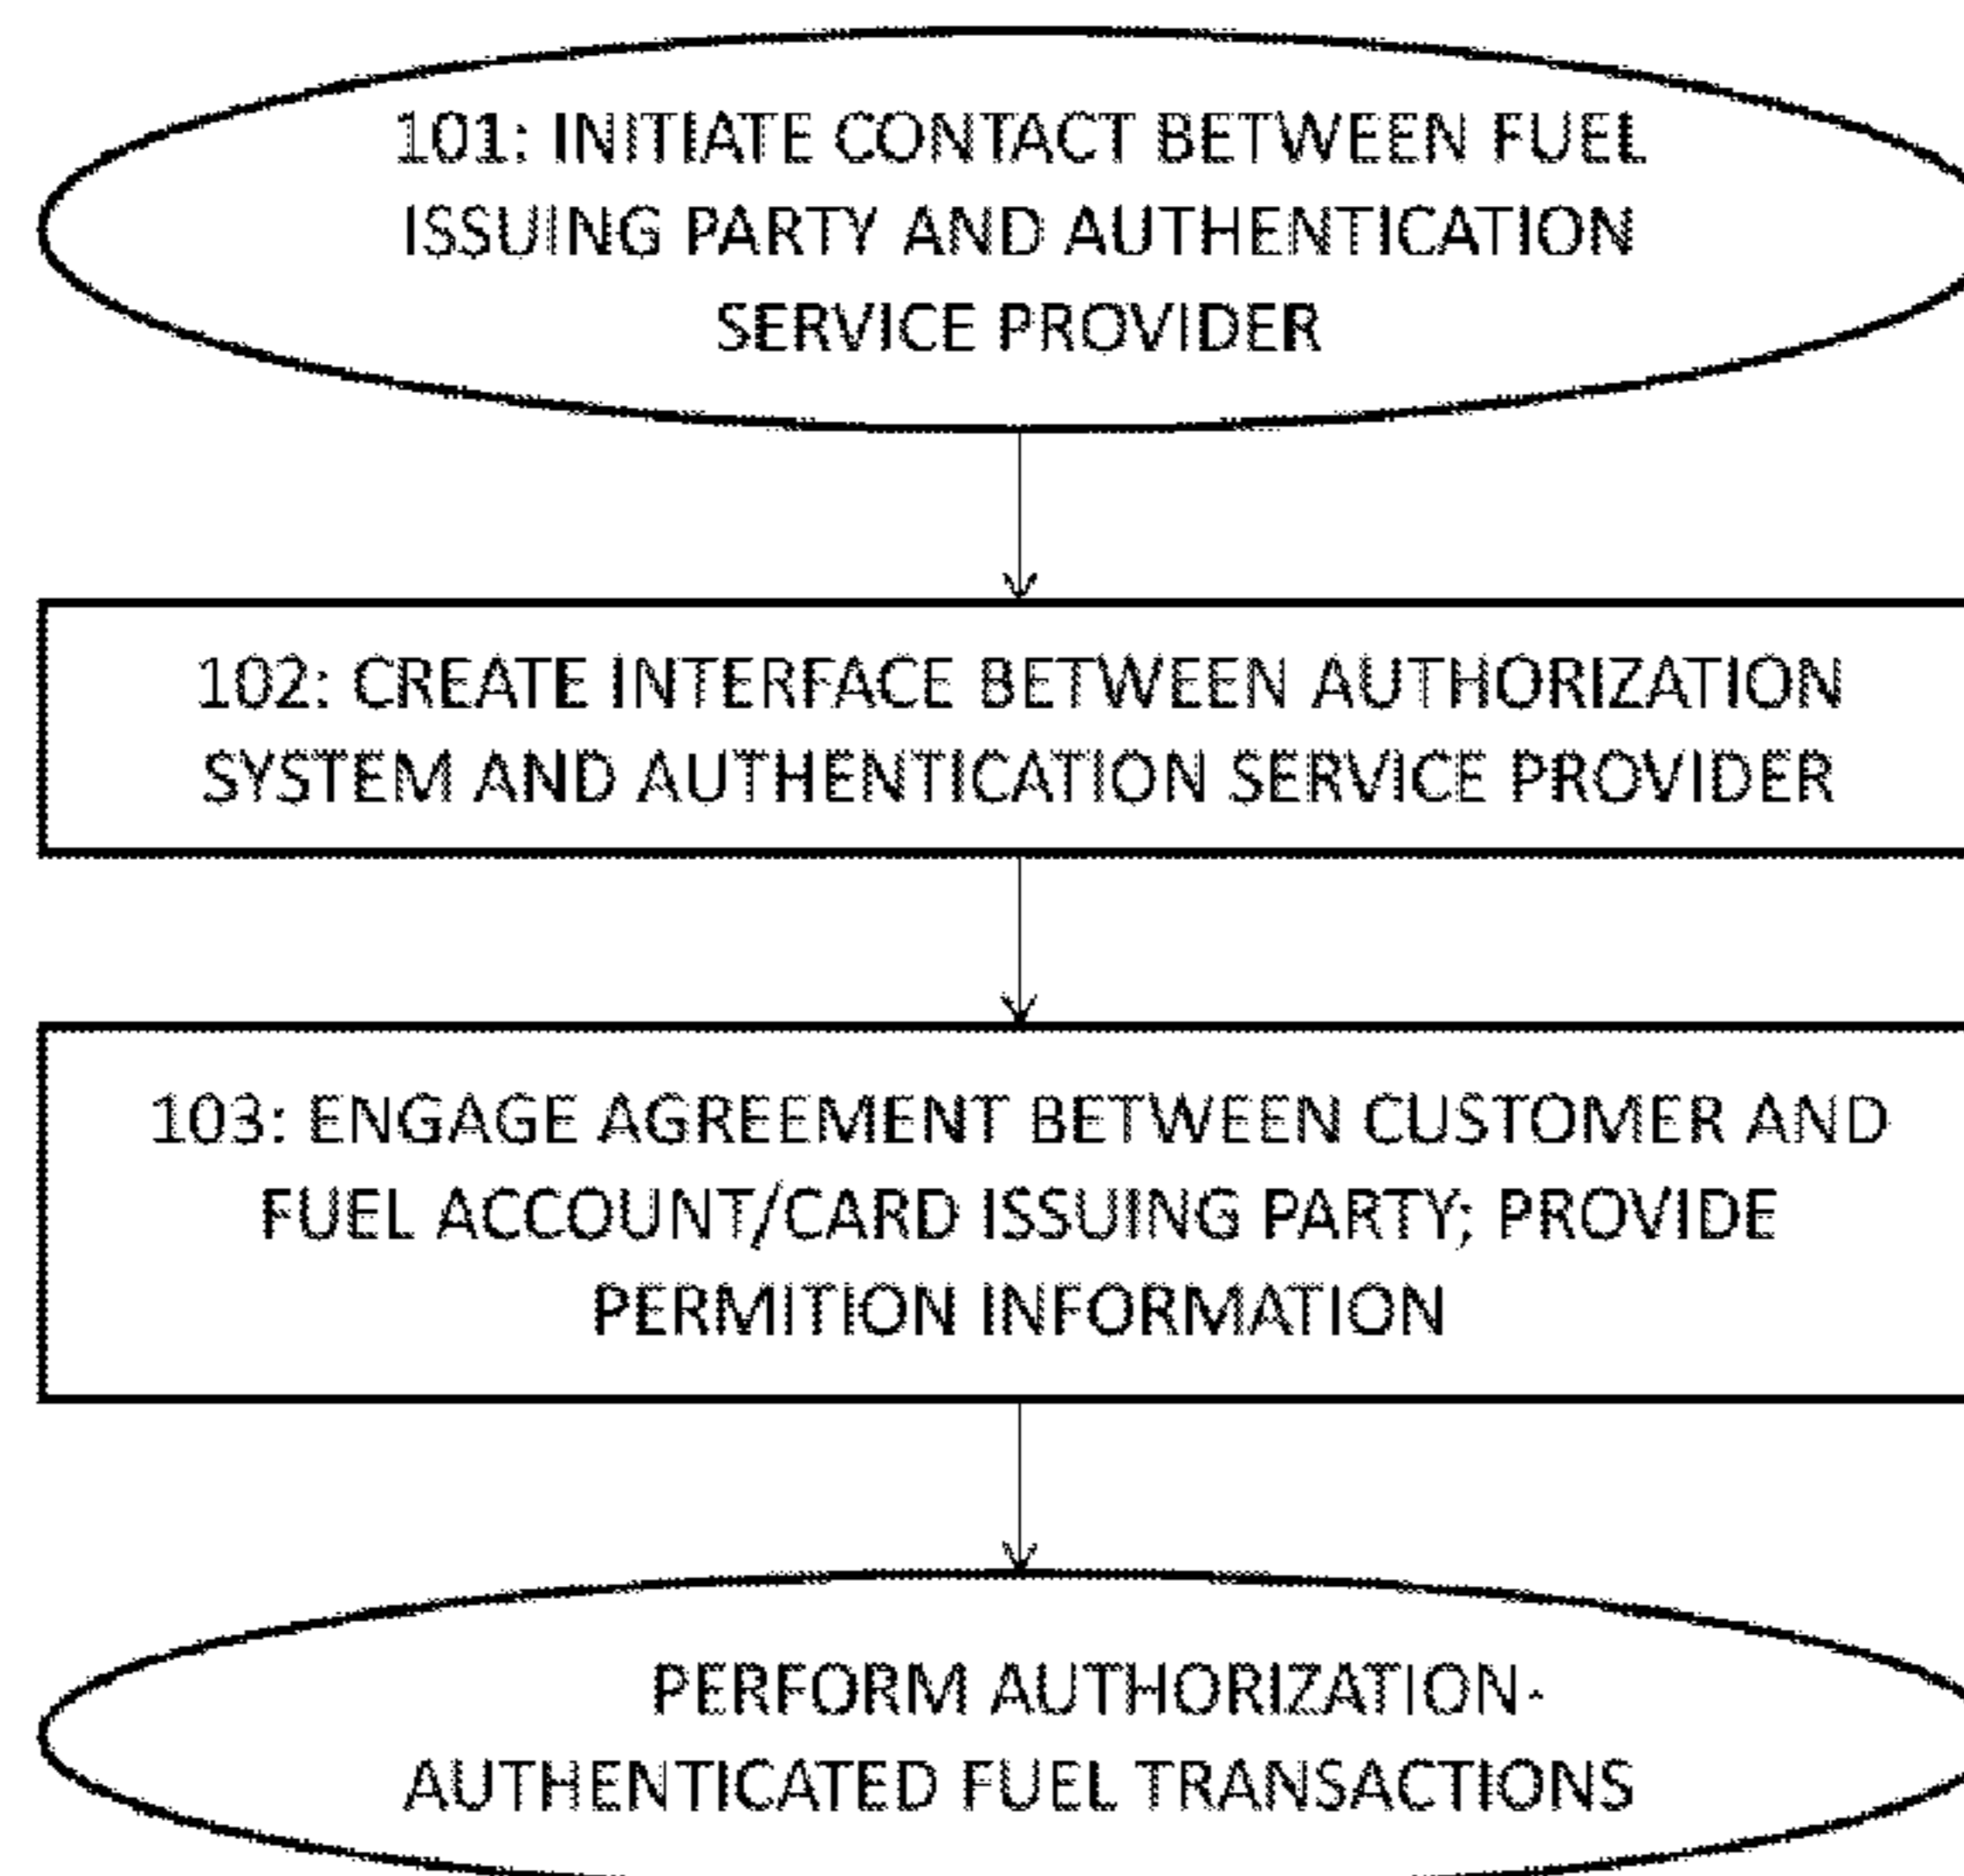 101: INITIATE CONTACT BETWEEN FUEL
ISSUING PARTY AND AUTHENTICATION
SERVICE PROVIDER
102: CREATE INTERFACE BETWEEN AUTHORIZATION
SYSTEM AND AUTHENTICATION SERVICE PROVIDER
103: ENGAGE AGREEMENT BETWEEN CUSTOMER AND
FUEL ACCOUNT/CARD ISSUING PARTY; PROVIDE
PERMITION INFORMATION
PERFORM AUTHORIZATION-
AUTHENTICATED FUEL TRANSACTIONS